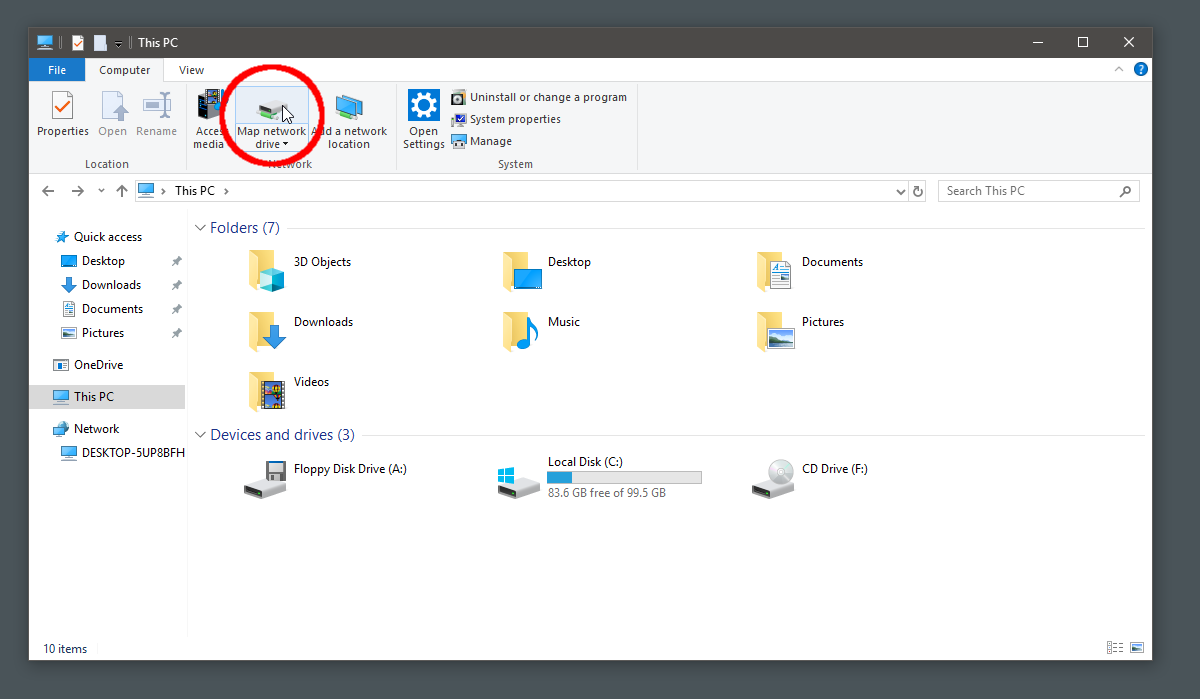 This PC
File
Computer
View
Properties
Open
Rename
Location
Access
media
Map network
drive
Add a network
location
Network
Open
Settings
Uninstall or change a program
System properties
Manage
System
This PC
Search This PC
Quick access
Desktop
Downloads
Documents
Pictures
OneDrive
This PC
Network
DESKTOP-5UP8BFH
Folders (7)
3D Objects
Desktop
Documents
Downloads
Music
Pictures
Videos
Devices and drives (3)
Floppy Disk Drive (A:)
Local Disk (C:)
83.6 GB free of 99.5 GB
CD Drive (F:)
10 items